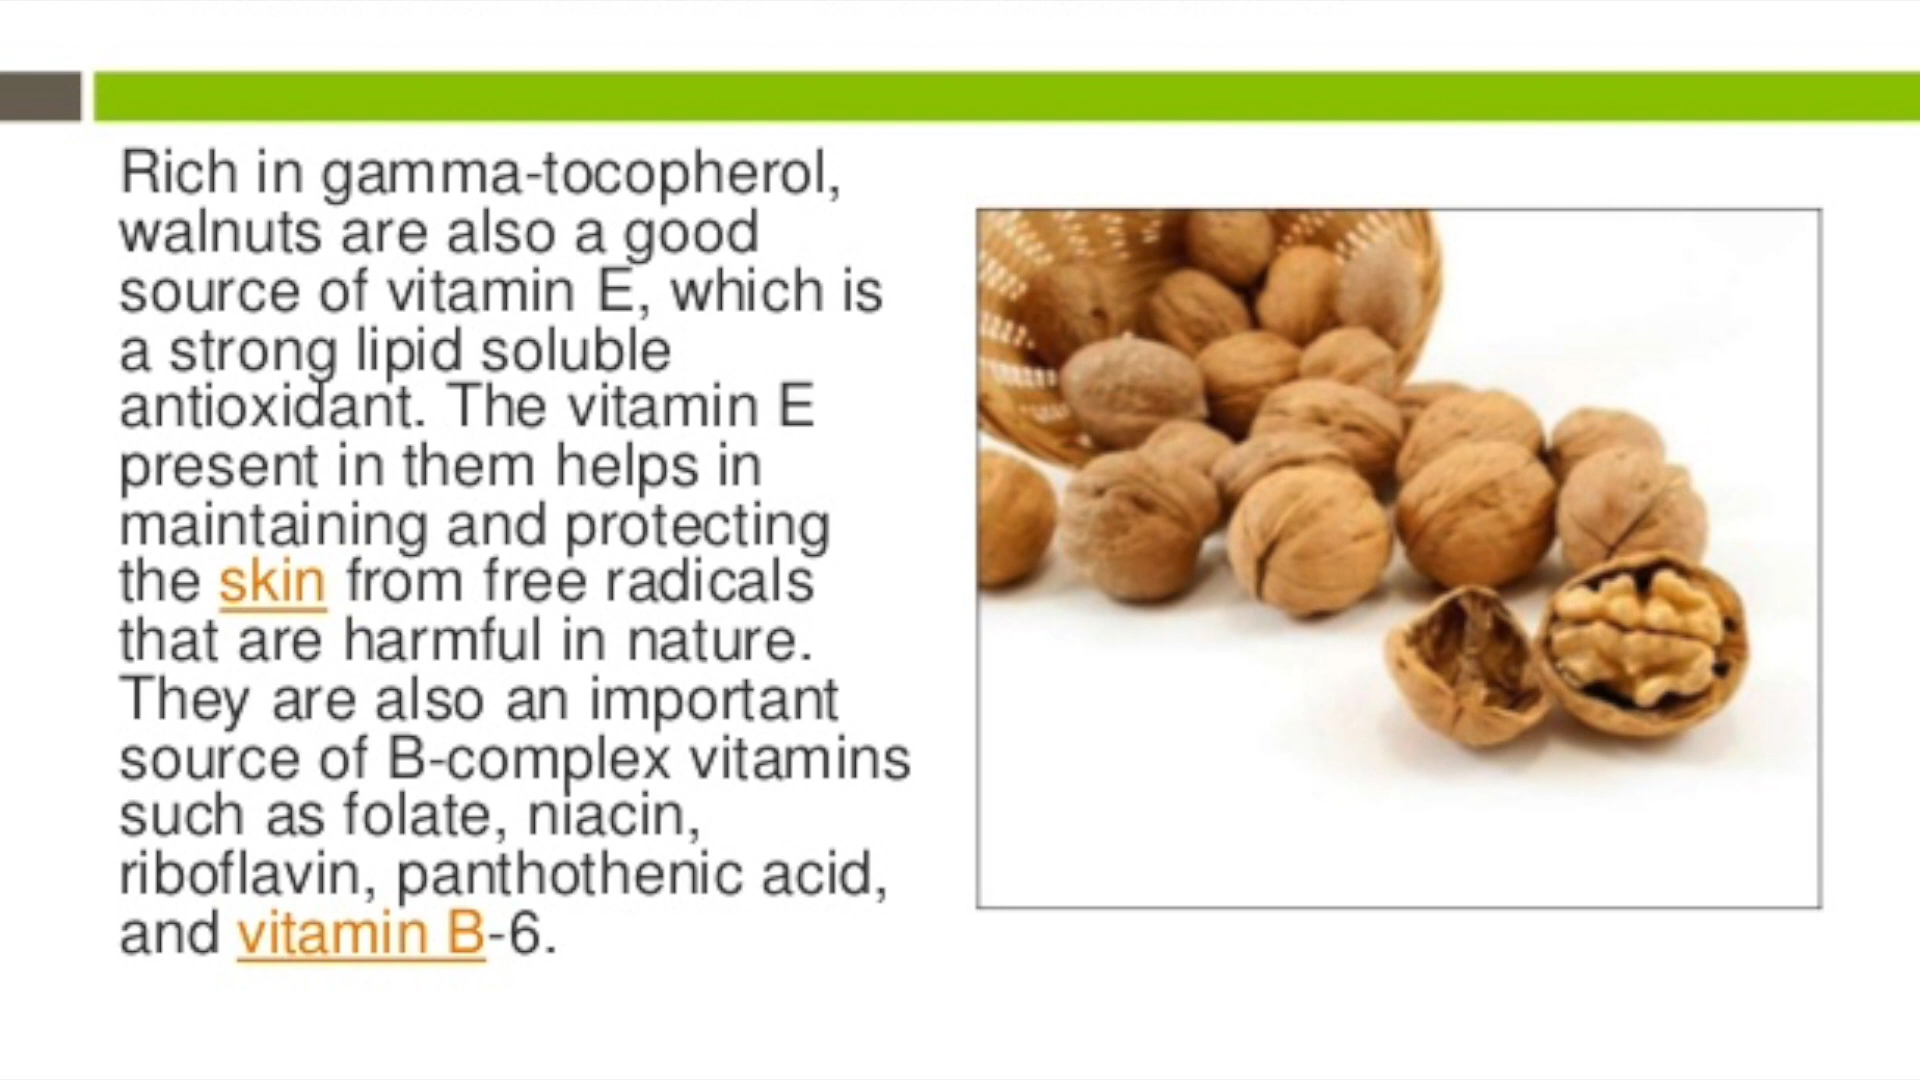 Rich in gamma-tocopherol,
walnuts are also a good
source of vitamin E, which is
a strong lipid soluble
antioxidant. The vitamin E
present in them helps in
maintaining and protecting
the skin from free radicals
that are harmful in nature.
They are also an important
source of B-complex vitamins
such as folate, niacin,
riboflavin, panthothenic acid,
and vitamin B-6.